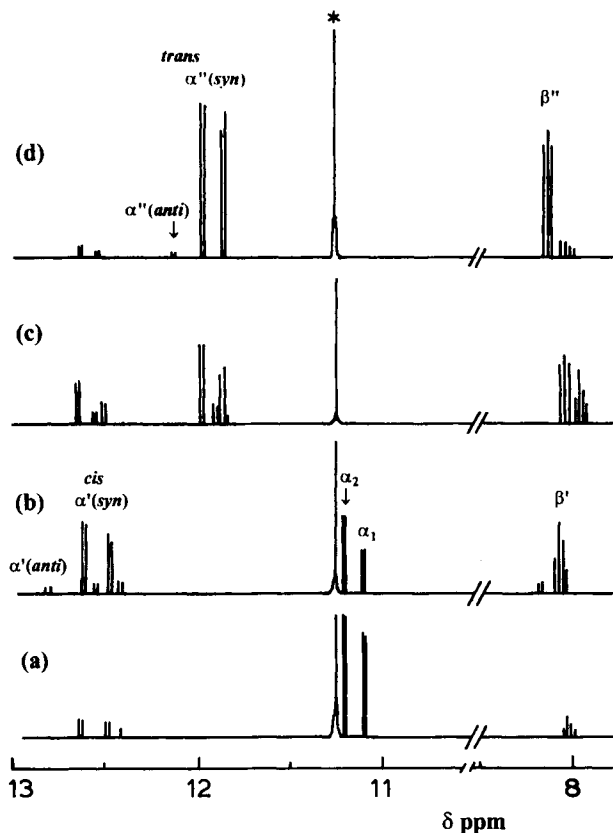 *
trans
α''(syn)
β''
(d)
α''(anti)
↓
(c)
cis
α'(syn)
α₂
↓
α₁
β'
α'(anti)
(b)
(a)
13 12 11 8
δ ppm